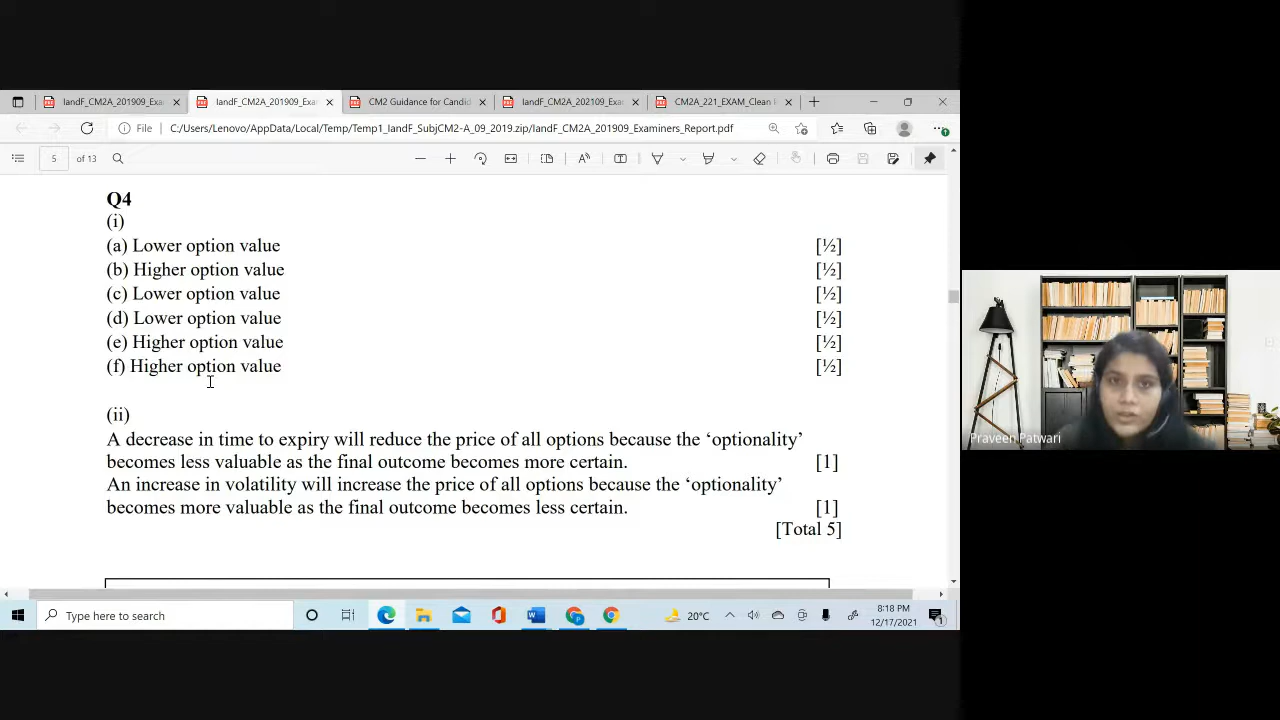 IandF_CM2A_201909_Exa
IandF_CM2A_201909_Exa
CM2 Guidance for Candid
IandF_CM2A_202109_Exam
CM2A_221_EXAM_Clean
File
C:/Users/Lenovo/AppData/Local/Temp/Temp1_IandF_SubjCM2-A_09_2019.zip/IandF_CM2A_201909_Examiners_Report.pdf
5 of 13
Q4
(i)
(a) Lower option value [½]
(b) Higher option value [½]
(c) Lower option value [½]
(d) Lower option value [½]
(e) Higher option value [½]
(f) Higher option value [½]
(ii)
A decrease in time to expiry will reduce the price of all options because the ‘optionality’
becomes less valuable as the final outcome becomes more certain. [1]
An increase in volatility will increase the price of all options because the ‘optionality’
becomes more valuable as the final outcome becomes less certain. [1]
[Total 5]
Praveen Patwari
Type here to search
20°C
8:18 PM
12/17/2021